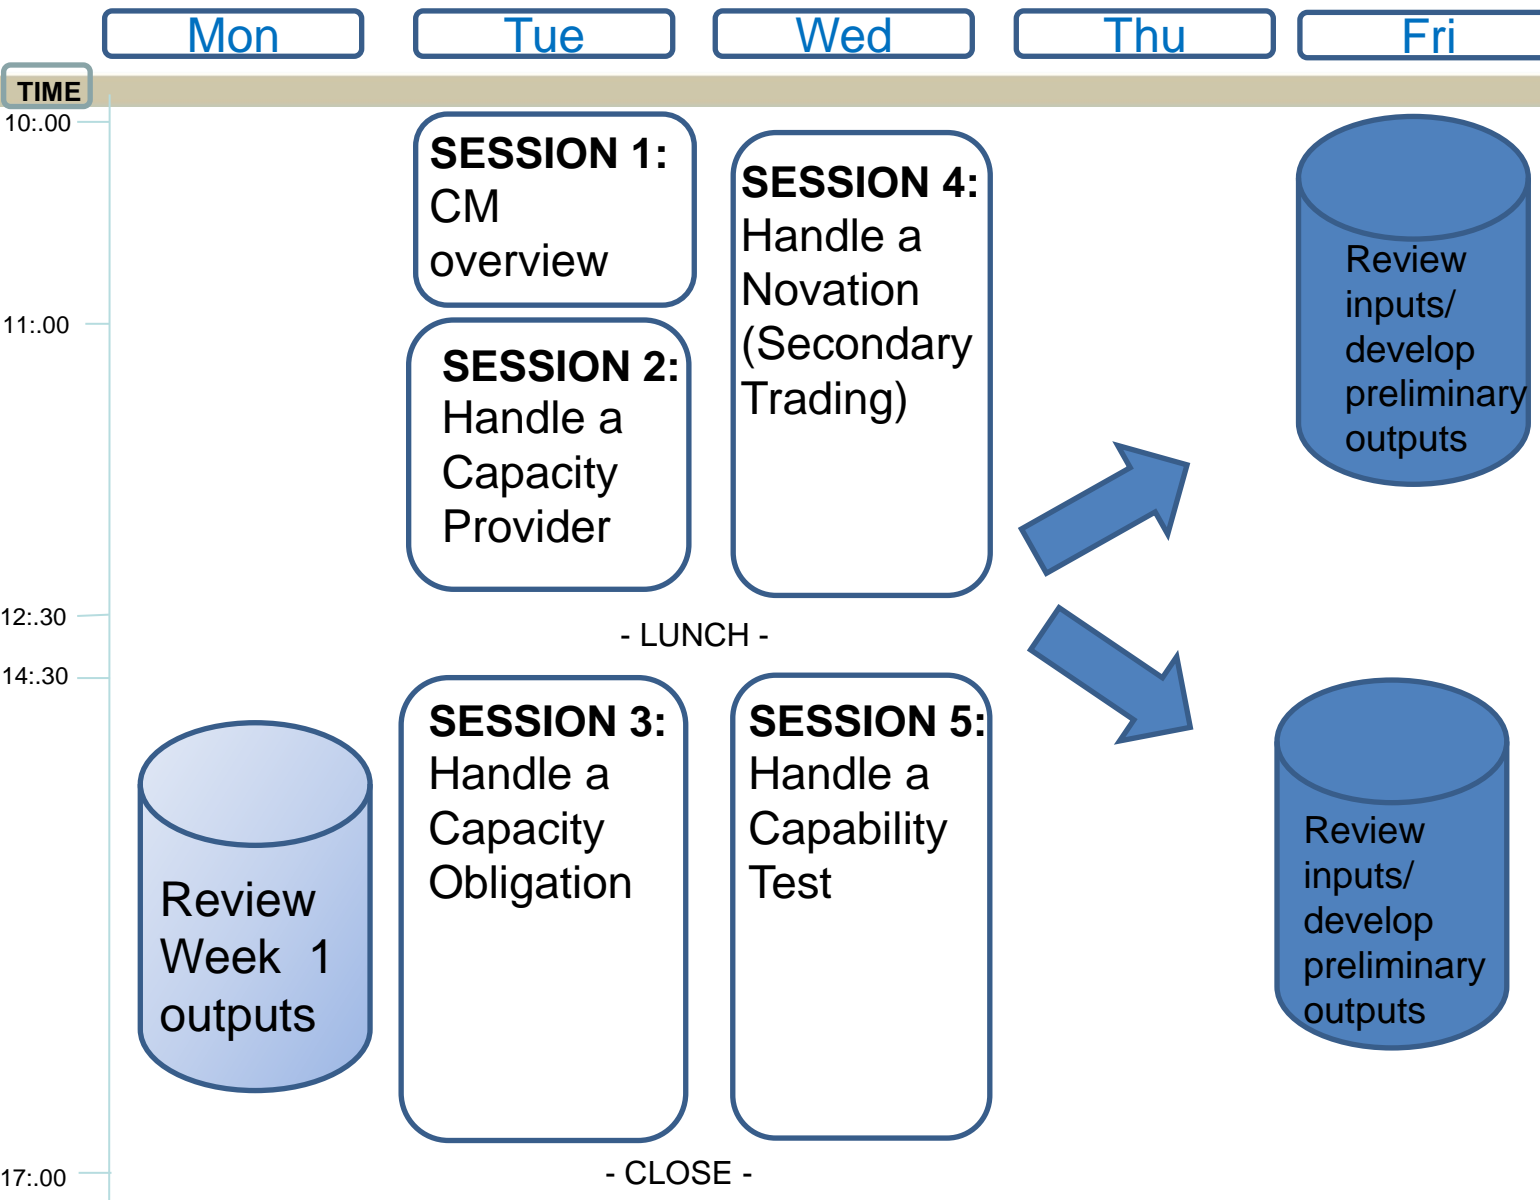 Mon
Tue
Wed
Thu
Fri
TIME
10:.00
11:.00
12:.30
14:.30
17:.00
Review
Week  1
outputs
SESSION 1:
CM
overview
SESSION 2:
Handle a
Capacity
Provider
- LUNCH -
SESSION 3:
Handle a
Capacity
Obligation
- CLOSE -
SESSION 4:
Handle a
Novation
(Secondary
Trading)
SESSION 5:
Handle a
Capability
Test
Review
inputs/
develop
preliminary
outputs
Review
inputs/
develop
preliminary
outputs